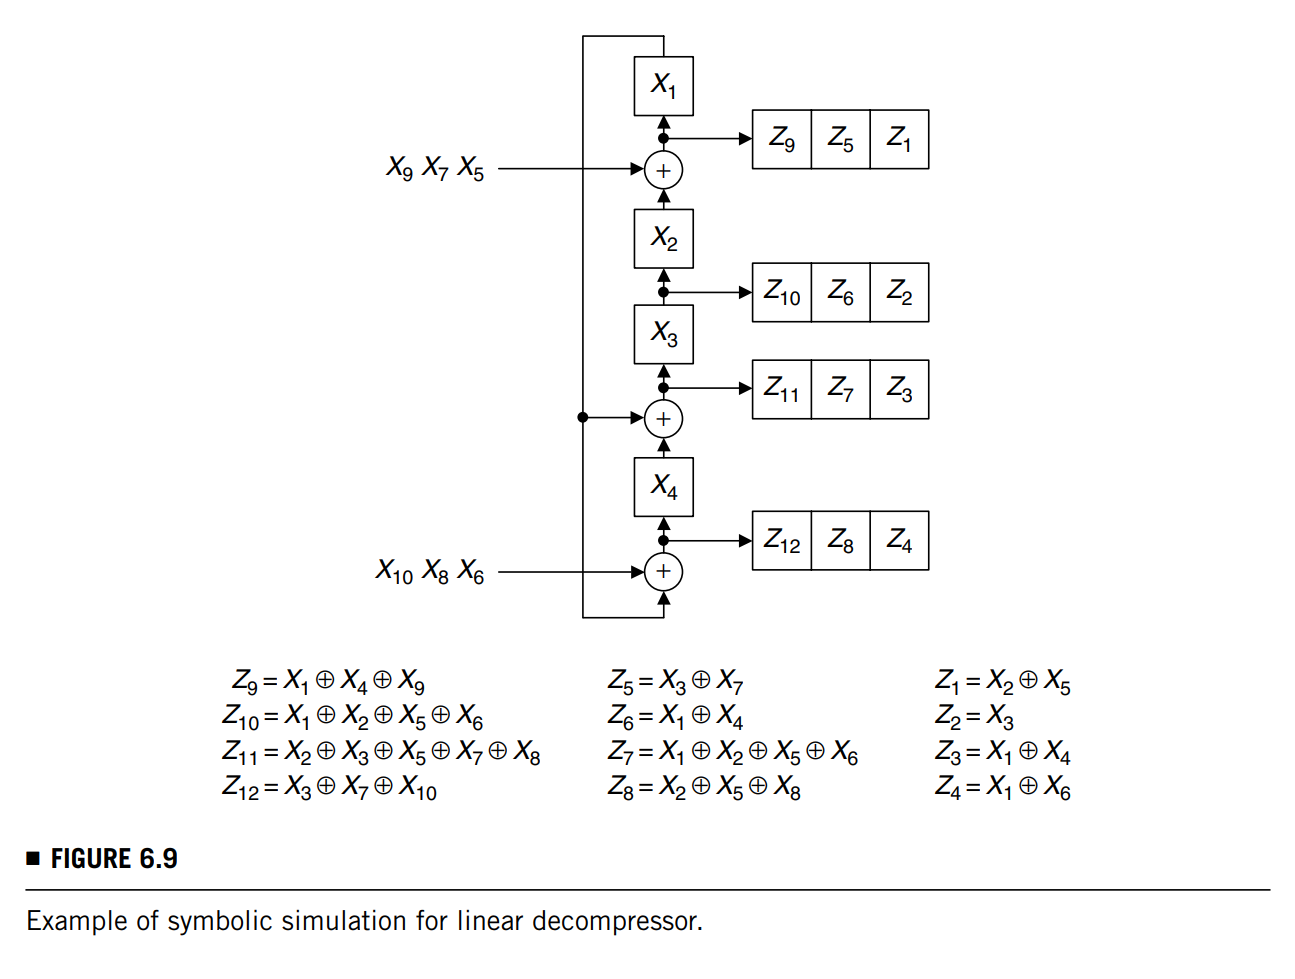 X1
Z9 Z5 Z1
X9 X7 X5
+
X2
Z10 Z6 Z2
X3
Z11 Z7 Z3
+
X4
Z12 Z8 Z4
X10 X8 X6
+
Z9 = X1 ⊕ X4 ⊕ X9 Z5 = X3 ⊕ X7 Z1 = X2 ⊕ X5
Z10 = X1 ⊕ X2 ⊕ X5 ⊕ X6 Z6 = X1 ⊕ X4 Z2 = X3
Z11 = X2 ⊕ X3 ⊕ X5 ⊕ X7 ⊕ X8 Z7 = X1 ⊕ X2 ⊕ X5 ⊕ X6 Z3 = X1 ⊕ X4
Z12 = X3 ⊕ X7 ⊕ X10 Z8 = X2 ⊕ X5 ⊕ X8 Z4 = X1 ⊕ X6
■ FIGURE 6.9
Example of symbolic simulation for linear decompressor.